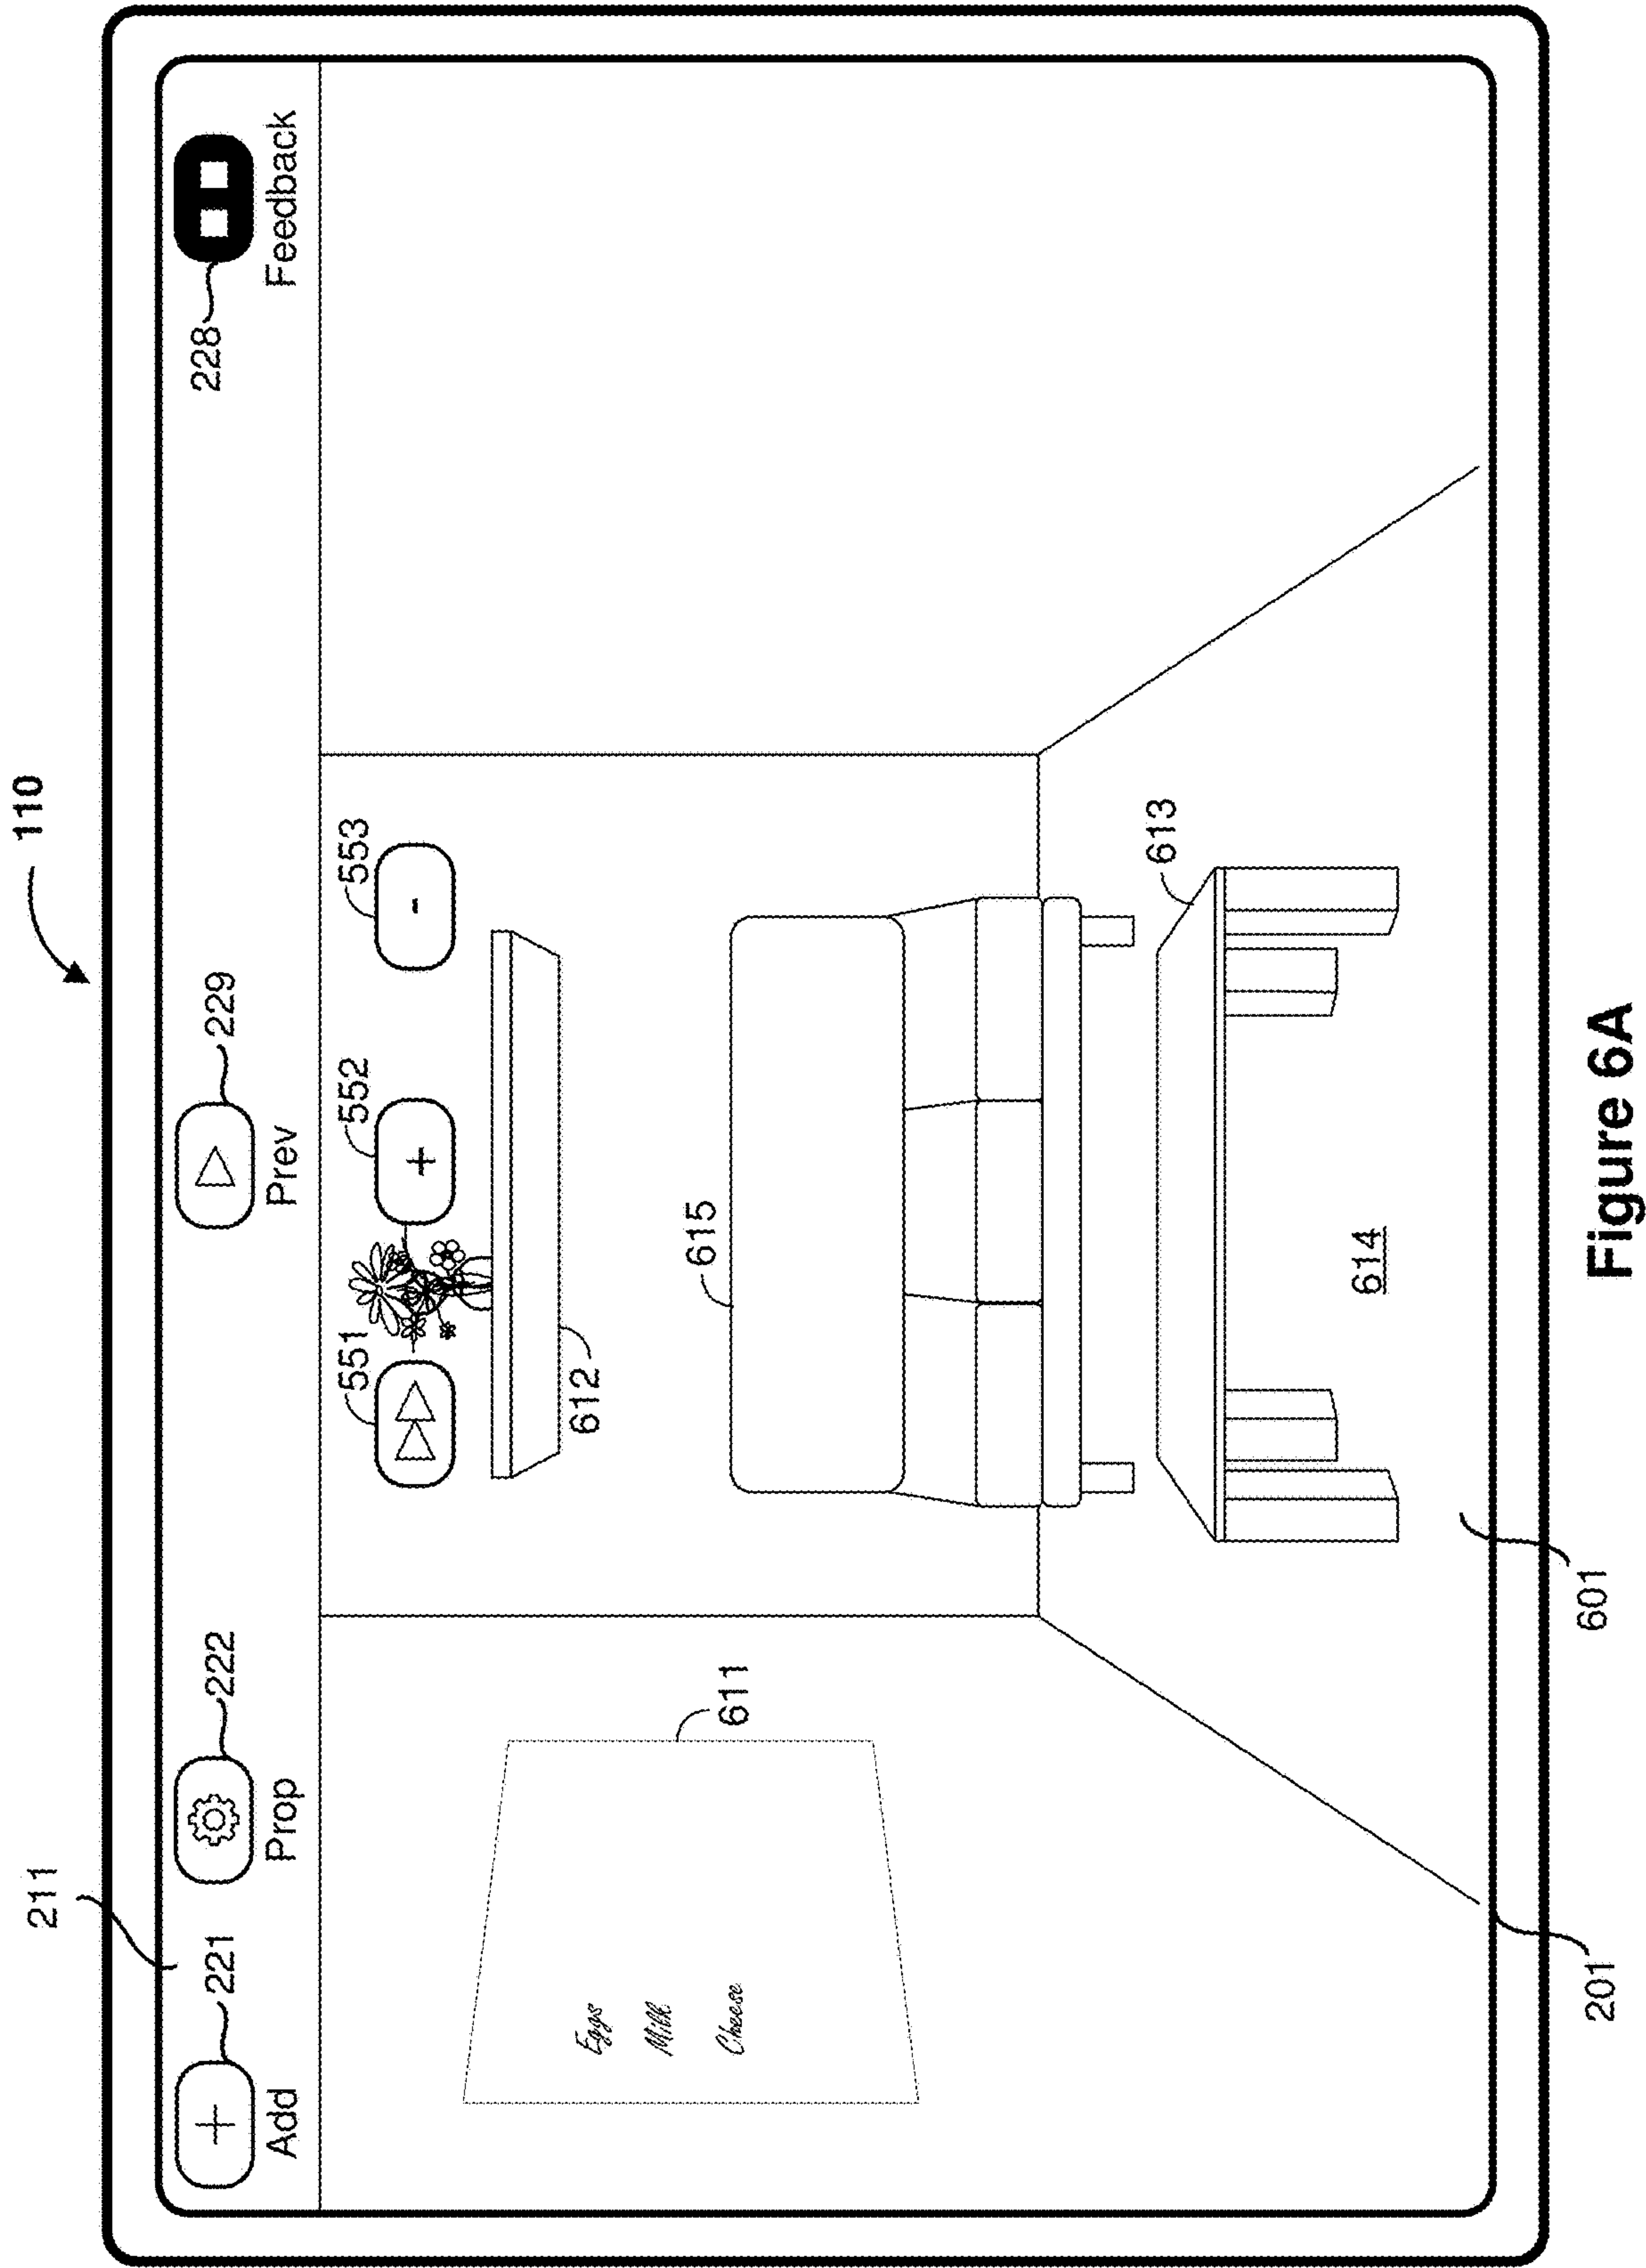 110
211
221
222
229
228
Add
Prop
Prev
Feedback
551
552
553
+
-
612
611
Eggs
Milk
Cheese
615
613
614
201
601
Figure 6A